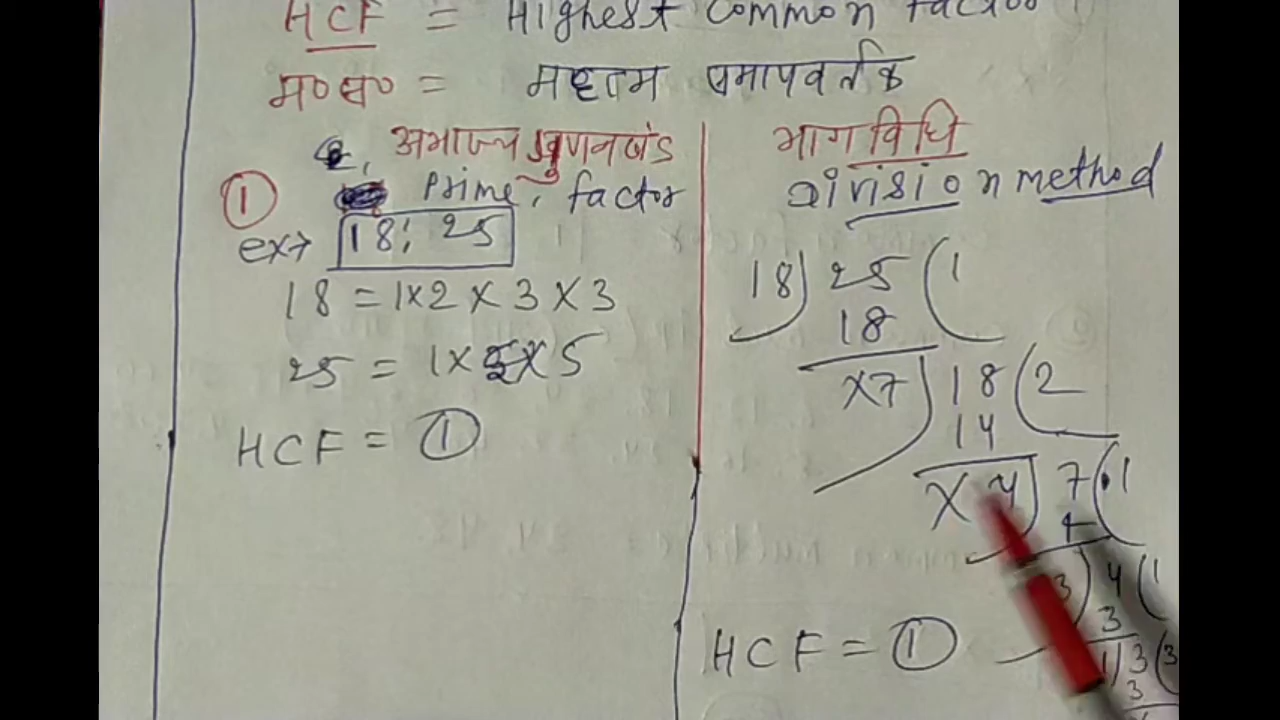 HCF = Highest Common Factor
म०स० = महत्तम समापवर्तक
अभाज्य गुणनखंड
① Prime, factor
ex→ 18, 25
18 = 1×2×3×3
25 = 1×5×5
HCF = ①
भाग विधि
Division method
18) 25 (1
18
×7) 18 (2
14
×4) 7 (1
4
3) 4 (1
3
1) 3 (3
3
HCF = ①